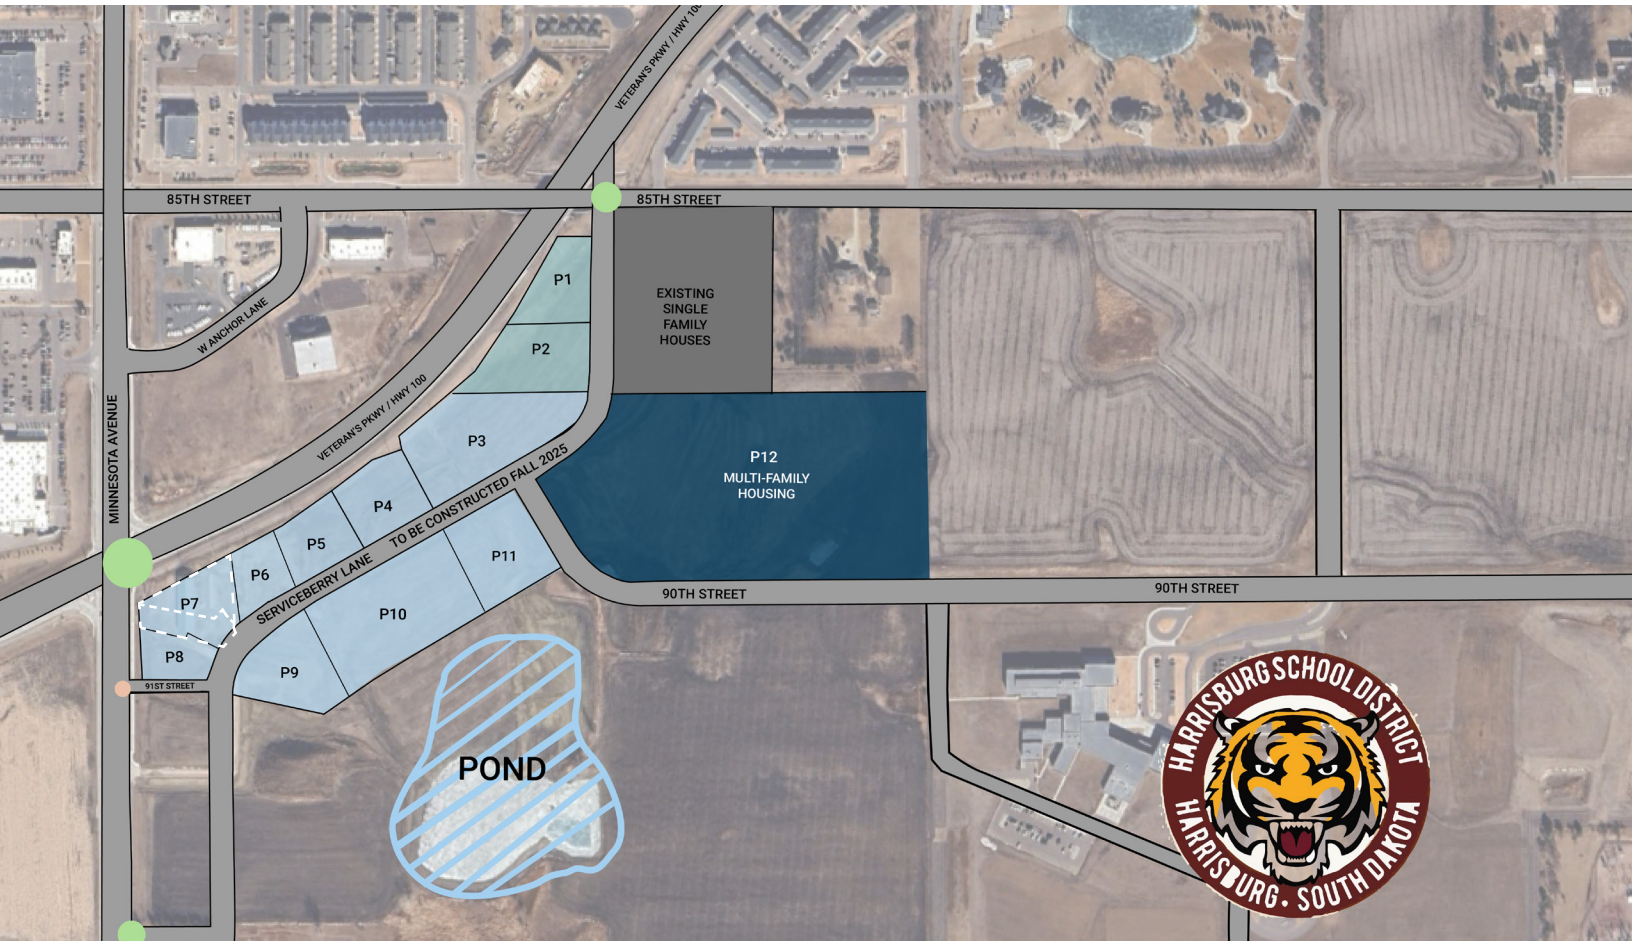 VETERAN'S PKWY / HWY 100
85TH STREET
85TH STREET
P1
EXISTING
SINGLE
FAMILY
HOUSES
W ANCHOR LANE
P2
VETERAN'S PKWY / HWY 100
MINNESOTA AVENUE
P3
P12
MULTI-FAMILY
HOUSING
P4
SERVICEBERRY LANE TO BE CONSTRUCTED FALL 2025
P5
P11
P6
P7
P10
90TH STREET
90TH STREET
P8
P9
91ST STREET
POND
HARRISBURG SCHOOL DISTRICT
HARRISBURG • SOUTH DAKOTA